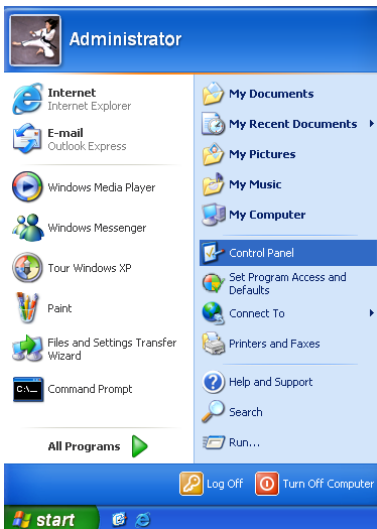 Administrator
Internet
Internet Explorer
E-mail
Outlook Express
Windows Media Player
Windows Messenger
Tour Windows XP
Paint
Files and Settings Transfer
Wizard
Command Prompt
All Programs
My Documents
My Recent Documents
My Pictures
My Music
My Computer
Control Panel
Set Program Access and
Defaults
Connect To
Printers and Faxes
Help and Support
Search
Run...
Log Off
Turn Off Computer
start